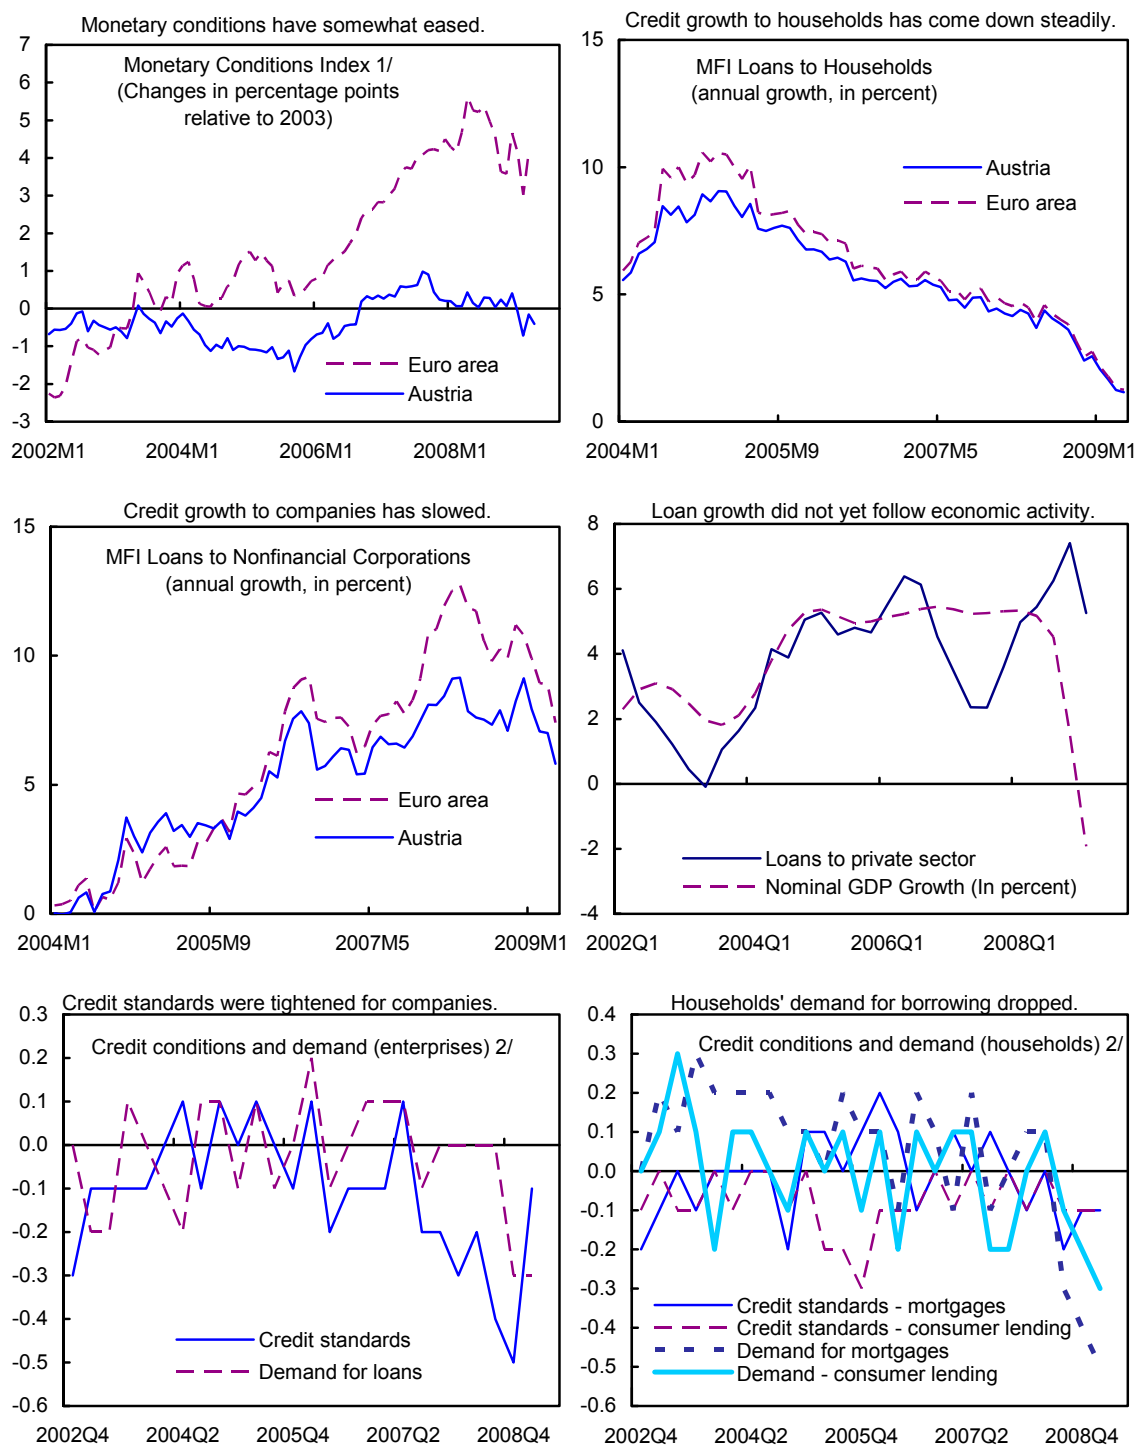 Monetary conditions have somewhat eased.
7
6
5
4
3
2
1
0
-1
-2
-3
Monetary Conditions Index 1/
(Changes in percentage points
relative to 2003)
Euro area
Austria
2002M1 2004M1 2006M1 2008M1
Credit growth to households has come down steadily.
15
10
5
0
MFI Loans to Households
(annual growth, in percent)
Austria
Euro area
2004M1 2005M9 2007M5 2009M1
Credit growth to companies has slowed.
15
10
5
0
MFI Loans to Nonfinancial Corporations
(annual growth, in percent)
Euro area
Austria
2004M1 2005M9 2007M5 2009M1
Loan growth did not yet follow economic activity.
8
6
4
2
0
-2
-4
Loans to private sector
Nominal GDP Growth (In percent)
2002Q1 2004Q1 2006Q1 2008Q1
Credit standards were tightened for companies.
0.3
0.2
0.1
0.0
-0.1
-0.2
-0.3
-0.4
-0.5
-0.6
Credit conditions and demand (enterprises) 2/
Credit standards
Demand for loans
2002Q4 2004Q2 2005Q4 2007Q2 2008Q4
Households' demand for borrowing dropped.
0.4
0.3
0.2
0.1
0.0
-0.1
-0.2
-0.3
-0.4
-0.5
-0.6
Credit conditions and demand (households) 2/
Credit standards - mortgages
Credit standards - consumer lending
Demand for mortgages
Demand - consumer lending
2002Q4 2004Q2 2005Q4 2007Q2 2008Q4